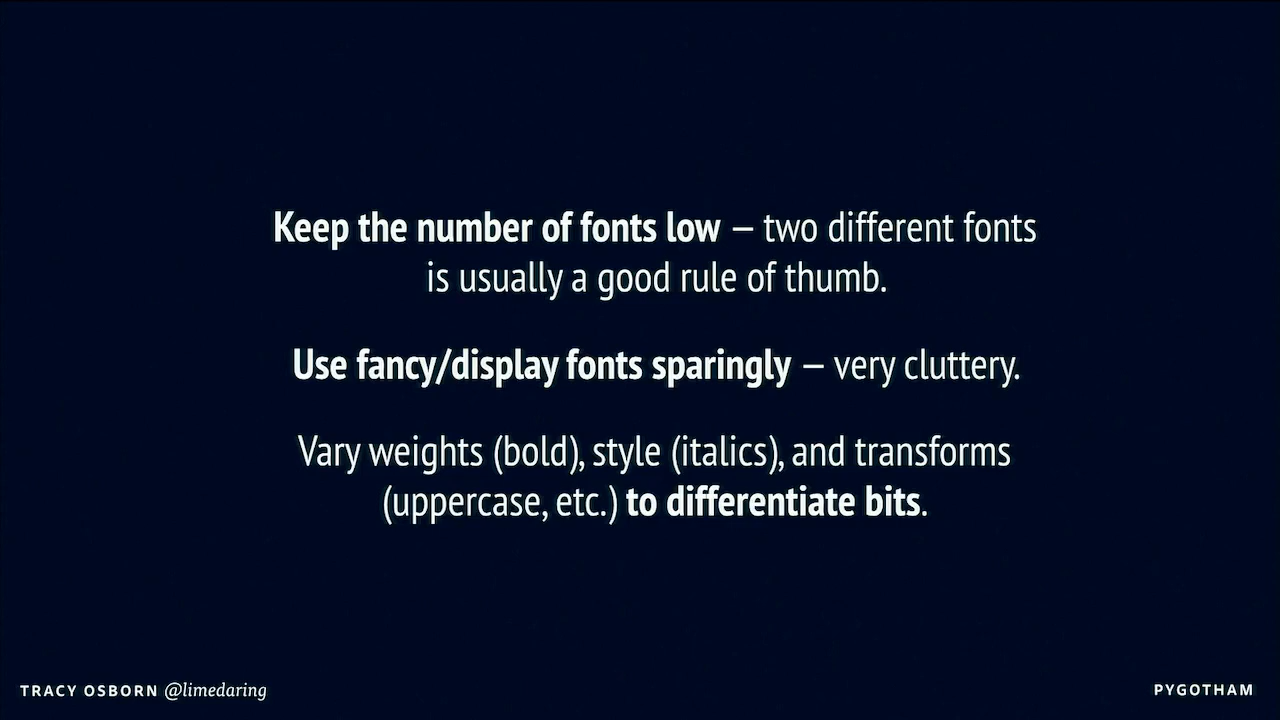 Keep the number of fonts low – two different fonts
is usually a good rule of thumb.
Use fancy/display fonts sparingly – very cluttery.
Vary weights (bold), style (italics), and transforms
(uppercase, etc.) to differentiate bits.
TRACY OSBORN @limedaring
PYGOTHAM